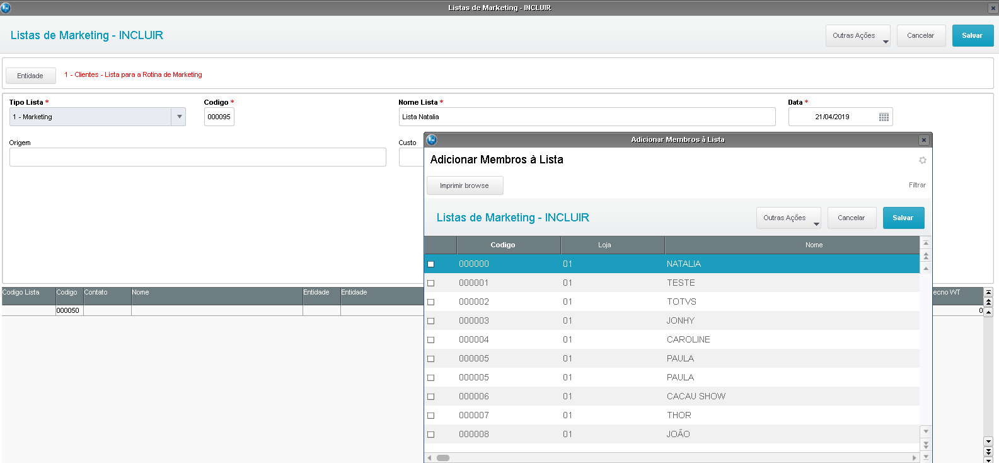 Listas de Marketing - INCLUIR
Listas de Marketing - INCLUIR
Outras Ações Cancelar Salvar
Entidade 1 - Clientes - Lista para a Rotina de Marketing
Tipo Lista * Codigo * Nome Lista * Data *
1 - Marketing 000095 Lista Natalia 21/04/2019
Origem Custo
Adicionar Membros à Lista
Adicionar Membros à Lista
Imprimir browse Filtrar
Listas de Marketing - INCLUIR Outras Ações Cancelar Salvar
Codigo Loja Nome
000000 01 NATALIA
000001 01 TESTE
000002 01 TOTVS
000003 01 JONHY
000004 01 CAROLINE
000005 01 PAULA
000005 01 PAULA
000006 01 CACAU SHOW
000007 01 THOR
000008 01 JOÃO
Codigo Lista Codigo Contato Nome Entidade Entidade ecno WT
000050 0